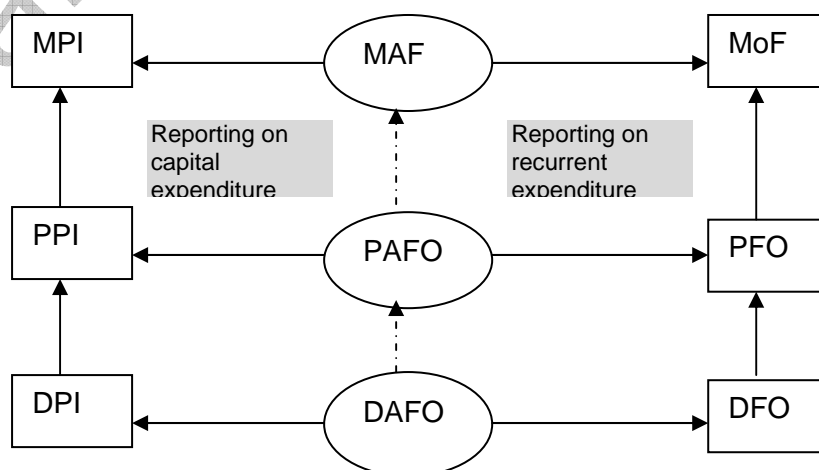 MPI
MAF
MoF
Reporting on
capital
expenditure
Reporting on
recurrent
expenditure
PPI
PAFO
PFO
DPI
DAFO
DFO